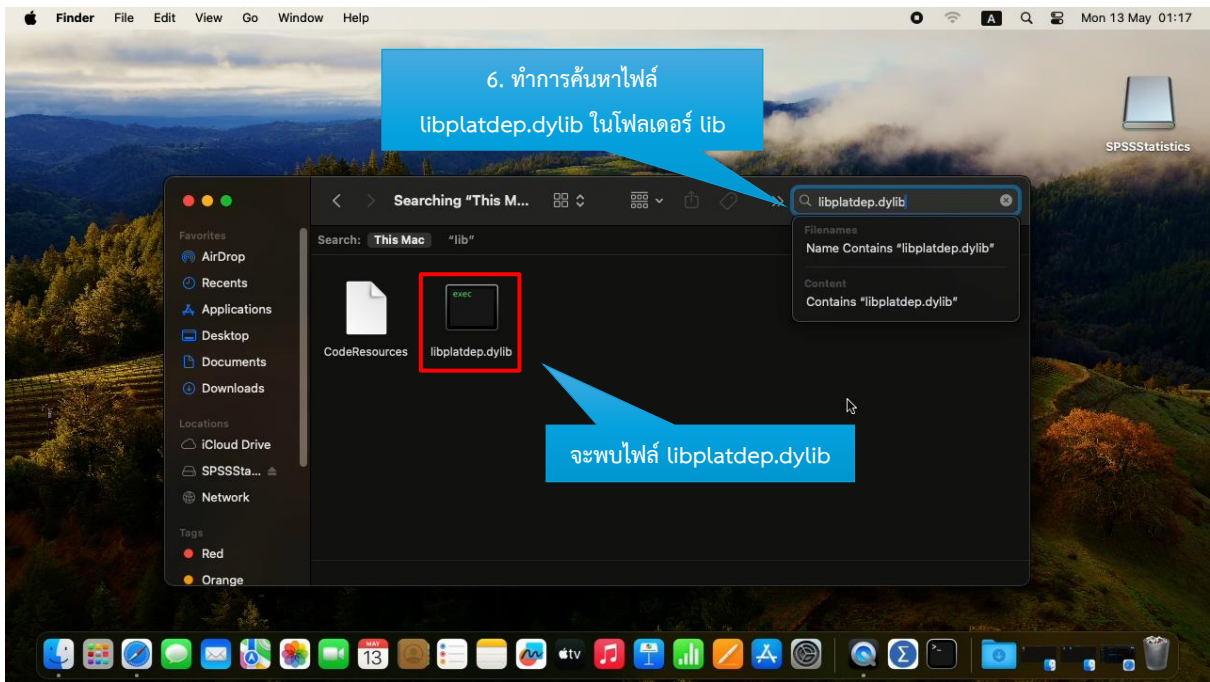 Finder File Edit View Go Window Help
A
Mon 13 May 01:17
6. ทำการค้นหาไฟล์
libplatdep.dylib ในโฟลเดอร์ lib
SPSSStatistics
Searching “This M...
libplatdep.dylib
Favorites
AirDrop
Recents
Applications
Desktop
Documents
Downloads
Locations
iCloud Drive
SPSSSta...
Network
Tags
Red
Orange
Search: This Mac “lib”
Filenames
Name Contains “libplatdep.dylib”
Content
Contains “libplatdep.dylib”
exec
CodeResources
libplatdep.dylib
จะพบไฟล์ libplatdep.dylib
MAY
13
tv